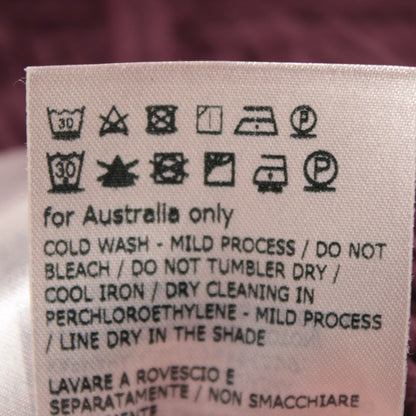 30 P
30 P
for Australia only
COLD WASH - MILD PROCESS / DO NOT
BLEACH / DO NOT TUMBLER DRY /
COOL IRON / DRY CLEANING IN
PERCHLOROETHYLENE - MILD PROCESS
/ LINE DRY IN THE SHADE
LAVARE A ROVESCIO E
SEPARATAMENTE / NON SMACCHIARE